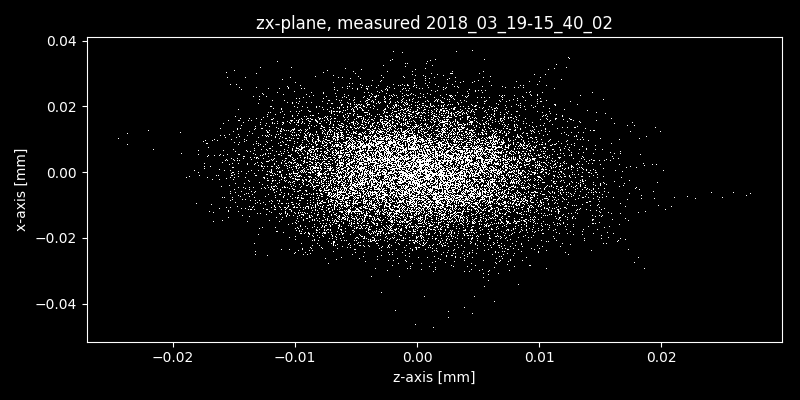 zx-plane, measured 2018_03_19-15_40_02
0.04
0.02
0.00
−0.02
−0.04
x-axis [mm]
−0.02 −0.01 0.00 0.01 0.02
z-axis [mm]